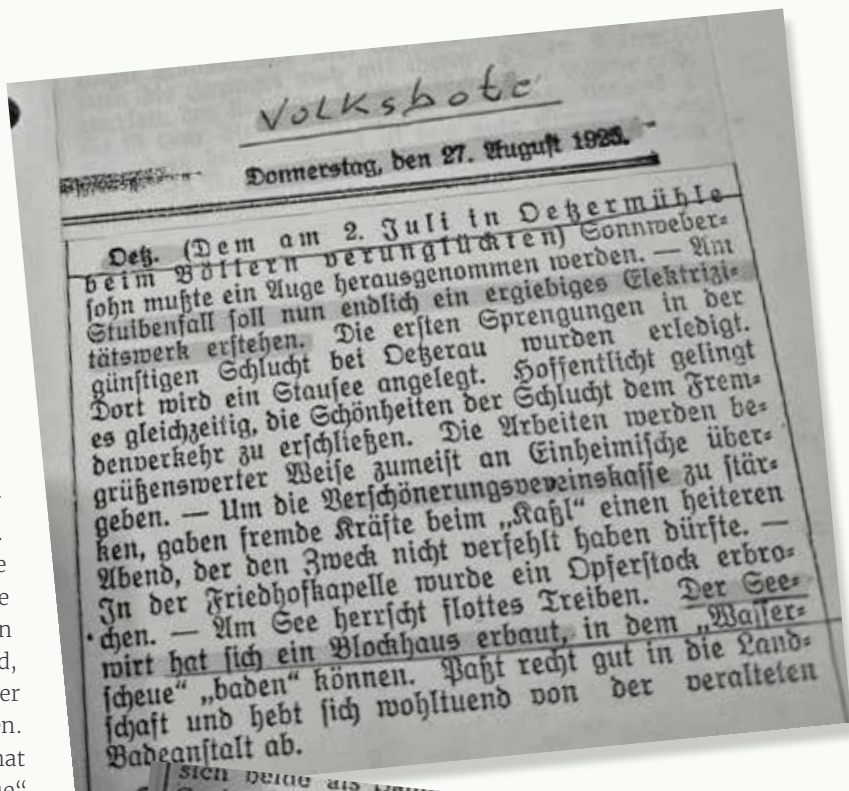 Volksbote
Donnerstag, den 27. August 1925.
Oetz. (Dem am 2. Juli in Oetzermühle
beim Böllern verunglückten) Sonnweber-
sohn mußte ein Auge herausgenommen werden. — Am
Stuibenfall soll nun endlich ein ergiebiges Elektrizi-
tätswerk erstehen. Die ersten Sprengungen in der
günstigen Schlucht bei Oetzerau wurden erledigt.
Dort wird ein Stausee angelegt. Hoffentlicht gelingt
es gleichzeitig, die Schönheiten der Schlucht dem Frem-
denverkehr zu erschließen. Die Arbeiten werden be-
grüßenswerter Weise zumeist an Einheimische über-
geben. — Um die Verschönerungsvereinskasse zu stär-
ken, gaben fremde Kräfte beim „Kaßl“ einen heiteren
Abend, der den Zweck nicht verfehlt haben dürfte. —
In der Friedhofkapelle wurde ein Opferstock erbro-
chen. — Am See herrscht flottes Treiben. Der See-
wirt hat sich ein Blockhaus erbaut, in dem „Wasser-
scheue“ „baden“ können. Paßt recht gut in die Land-
schaft und hebt sich wohltuend von der veralteten
Badeanstalt ab.
sich beide als